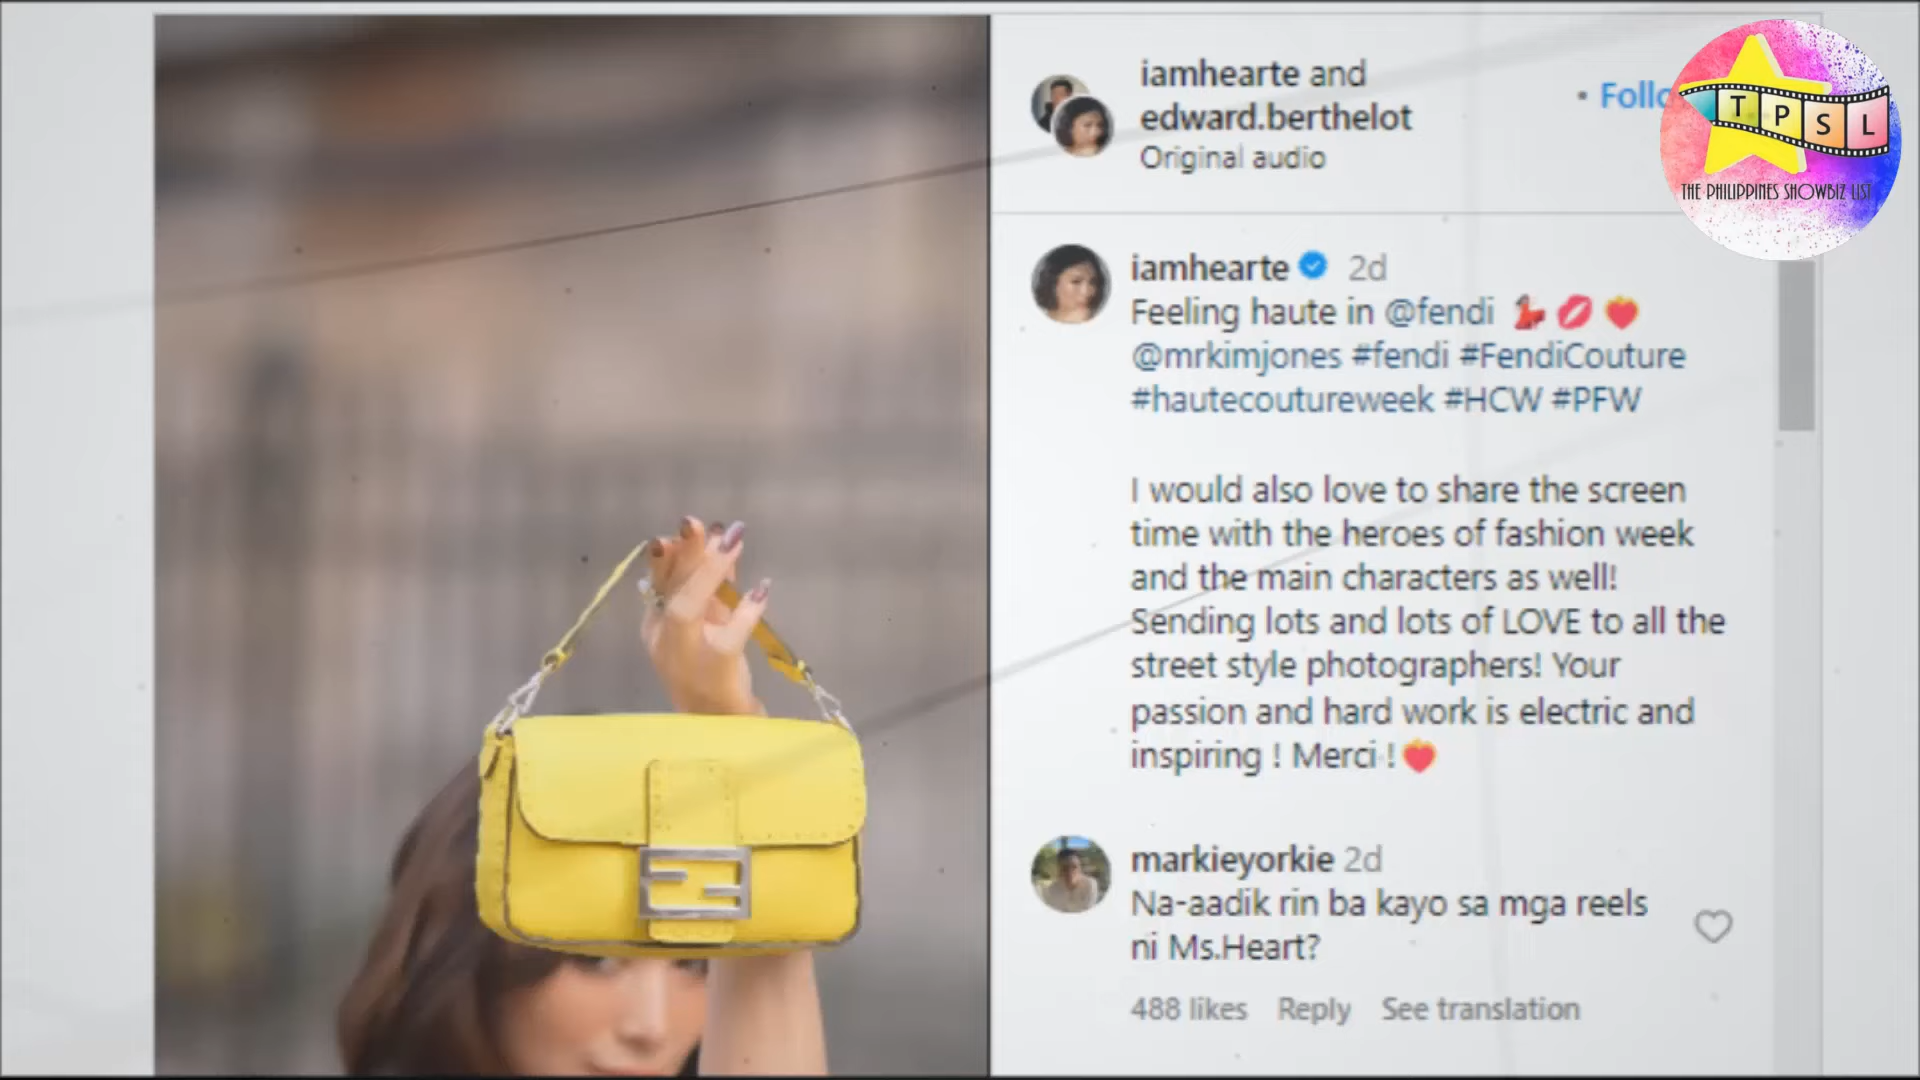 iamhearte and
edward.berthelot
Original audio
• Follo
T P S L
THE PHILIPPINES SHOWBIZ LIST
iamhearte 2d
Feeling haute in @fendi 💃💋❤️
@mrkimjones #fendi #FendiCouture
#hautecoutureweek #HCW #PFW
I would also love to share the screen
time with the heroes of fashion week
and the main characters as well!
Sending lots and lots of LOVE to all the
street style photographers! Your
passion and hard work is electric and
inspiring ! Merci !❤️
markieyorkie 2d
Na-aadik rin ba kayo sa mga reels
ni Ms.Heart?
488 likes Reply See translation